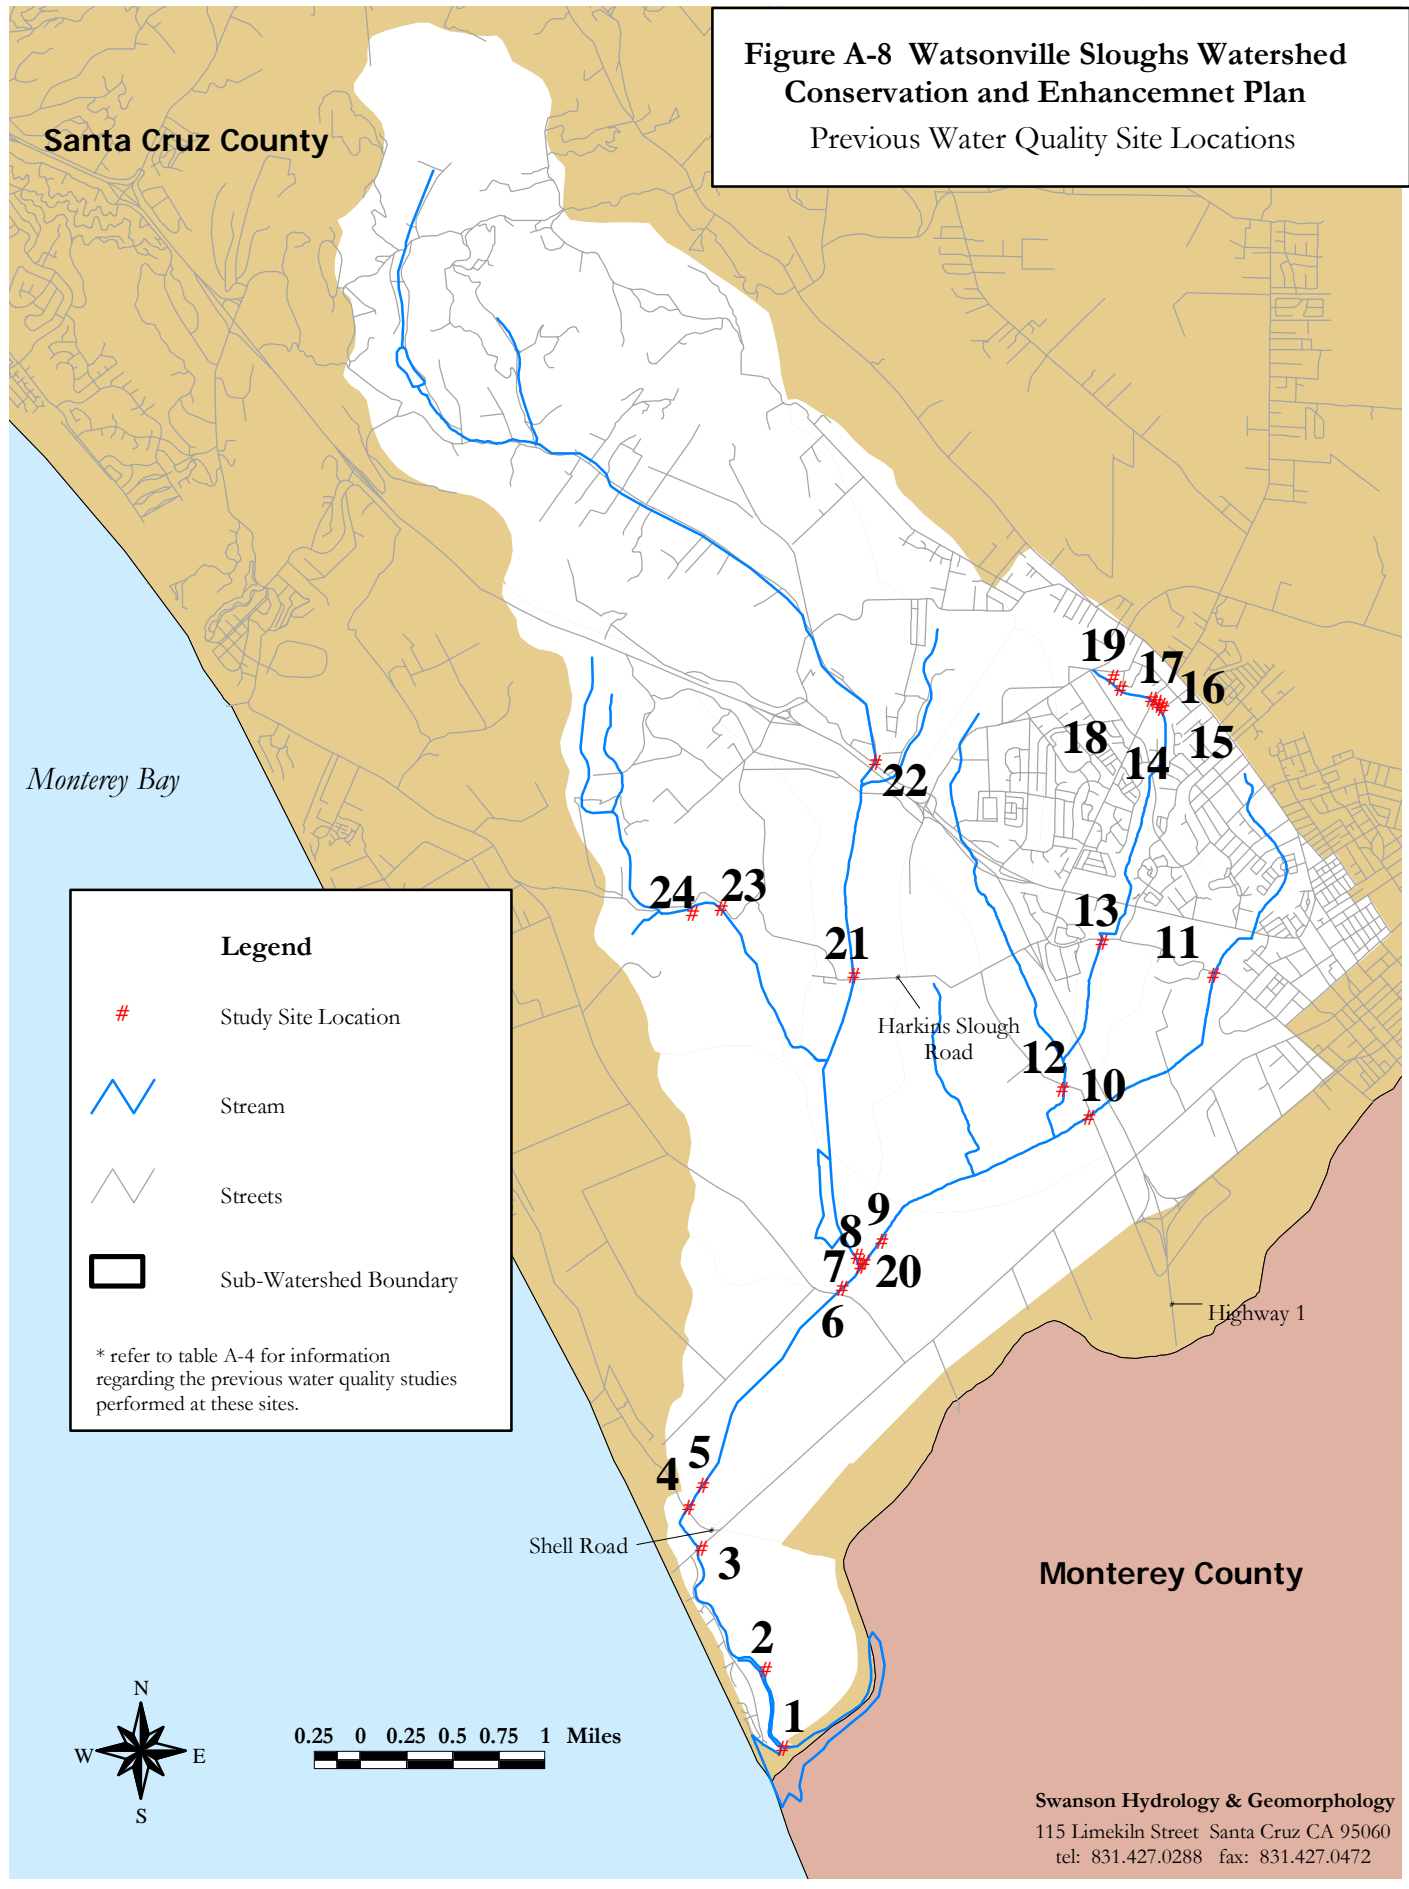 Figure A-8  Watsonville Sloughs Watershed
Conservation and Enhancemnet Plan
Previous Water Quality Site Locations
Santa Cruz County
19
17
16
18
15
14
22
Monterey Bay
24
23
13
11
21
Harkins Slough
Road
12
10
Legend
# Study Site Location
Stream
Streets
Sub-Watershed Boundary
* refer to table A-4 for information
regarding the previous water quality studies
performed at these sites.
9
8
7
20
6
Highway 1
5
4
Shell Road
3
Monterey County
2
1
N
W
E
S
0.25 0 0.25 0.5 0.75 1 Miles
Swanson Hydrology & Geomorphology
115 Limekiln Street  Santa Cruz CA 95060
tel:  831.427.0288   fax:  831.427.0472